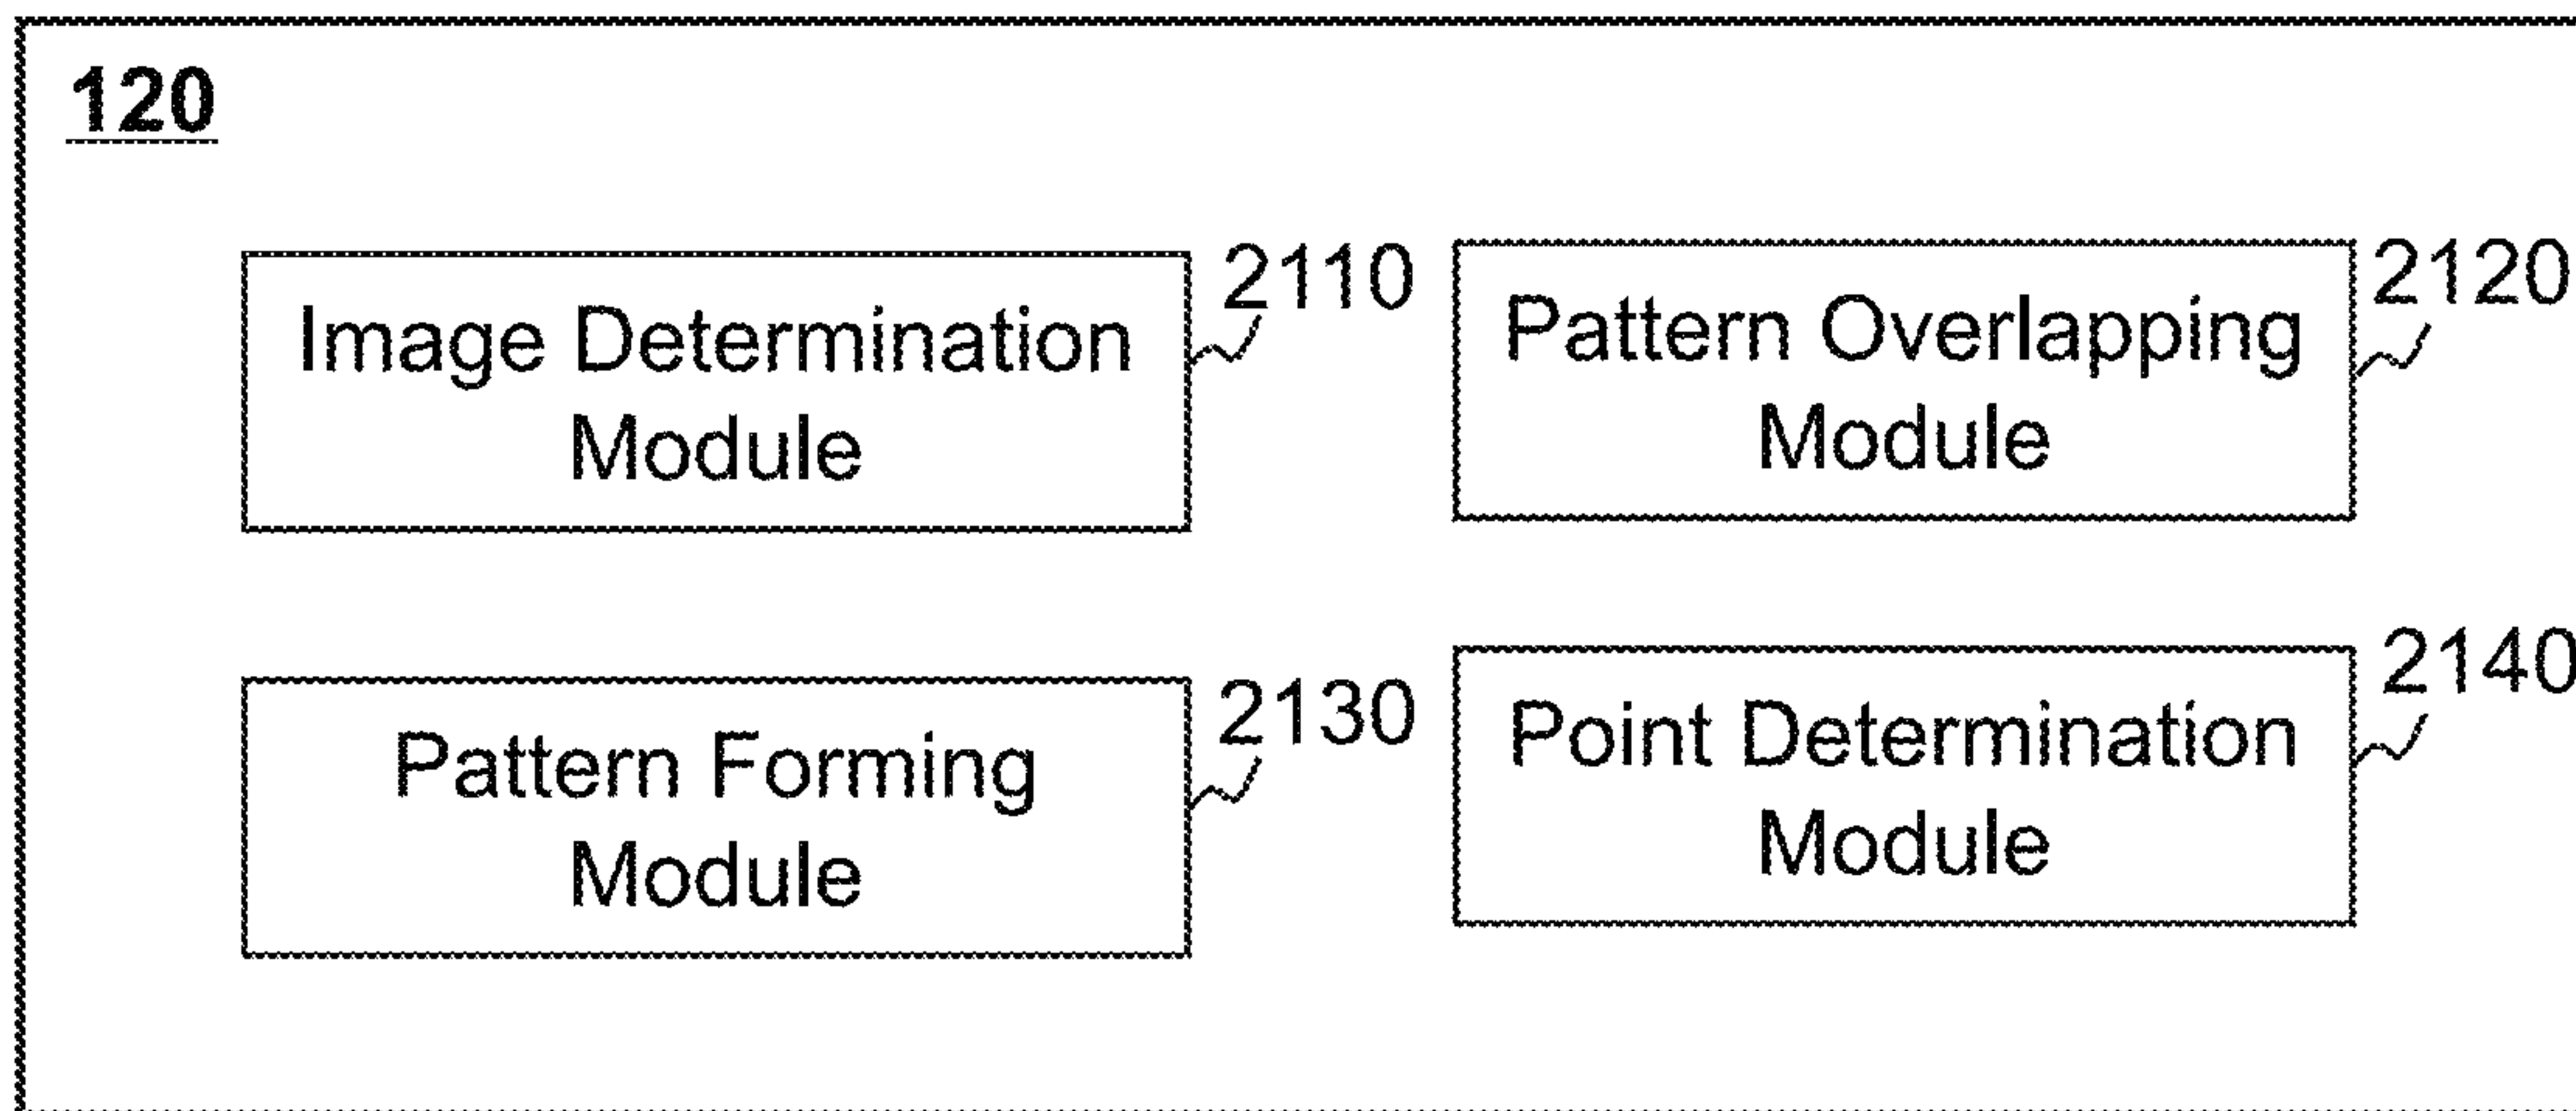 120
Image Determination
Module
2110
Pattern Overlapping
Module
2120
Pattern Forming
Module
2130
Point Determination
Module
2140